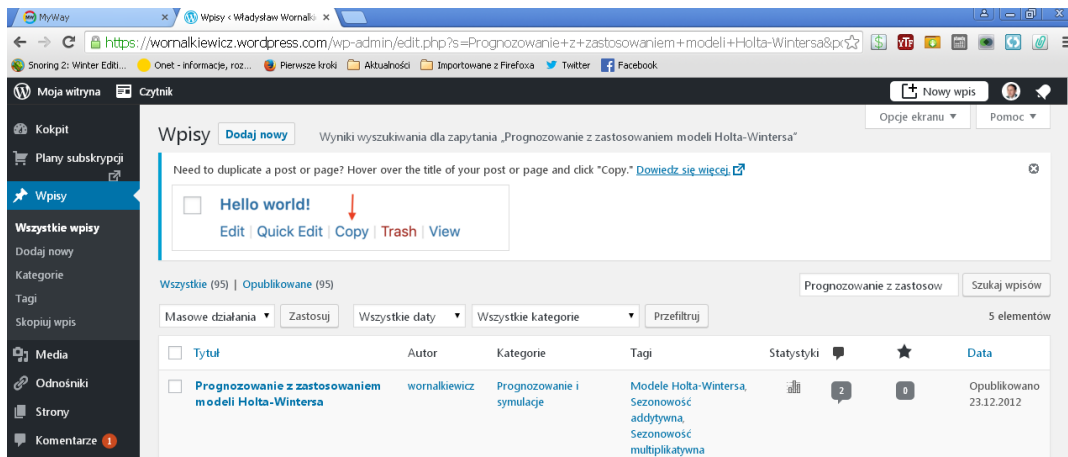 MyWay
Wpisy < Władysław Wornalki
https://wornalkiewicz.wordpress.com/wp-admin/edit.php?s=Prognozowanie+z+zastosowaniem+modeli+Holta-Wintersa&p
Snoring 2: Winter Editi... Onet - informacje, roz... Pierwsze kroki Aktualności Importowane z Firefoxa Twitter Facebook
Moja witryna Czytnik Nowy wpis
Opcje ekranu ▼ Pomoc ▼
Kokpit
Plany subskrypcji
Wpisy
Wszystkie wpisy
Dodaj nowy
Kategorie
Tagi
Skopiuj wpis
Media
Odnośniki
Strony
Komentarze 1
Wpisy Dodaj nowy Wyniki wyszukiwania dla zapytania „Prognozowanie z zastosowaniem modeli Holta-Wintersa”
Need to duplicate a post or page? Hover over the title of your post or page and click "Copy." Dowiedz się więcej.
Hello world!
Edit | Quick Edit | Copy | Trash | View
Wszystkie (95) | Opublikowane (95)
Prognozowanie z zastosow Szukaj wpisów
Masowe działania ▼ Zastosuj Wszystkie daty ▼ Wszystkie kategorie ▼ Przefiltruj 5 elementów
Tytuł Autor Kategorie Tagi Statystyki Data
Prognozowanie z zastosowaniem
modeli Holta-Wintersa
wornalkiewicz
Prognozowanie i
symulacje
Modele Holta-Wintersa,
Sezonowość
addytywna,
Sezonowość
multiplikatywna
2
0
Opublikowano
23.12.2012